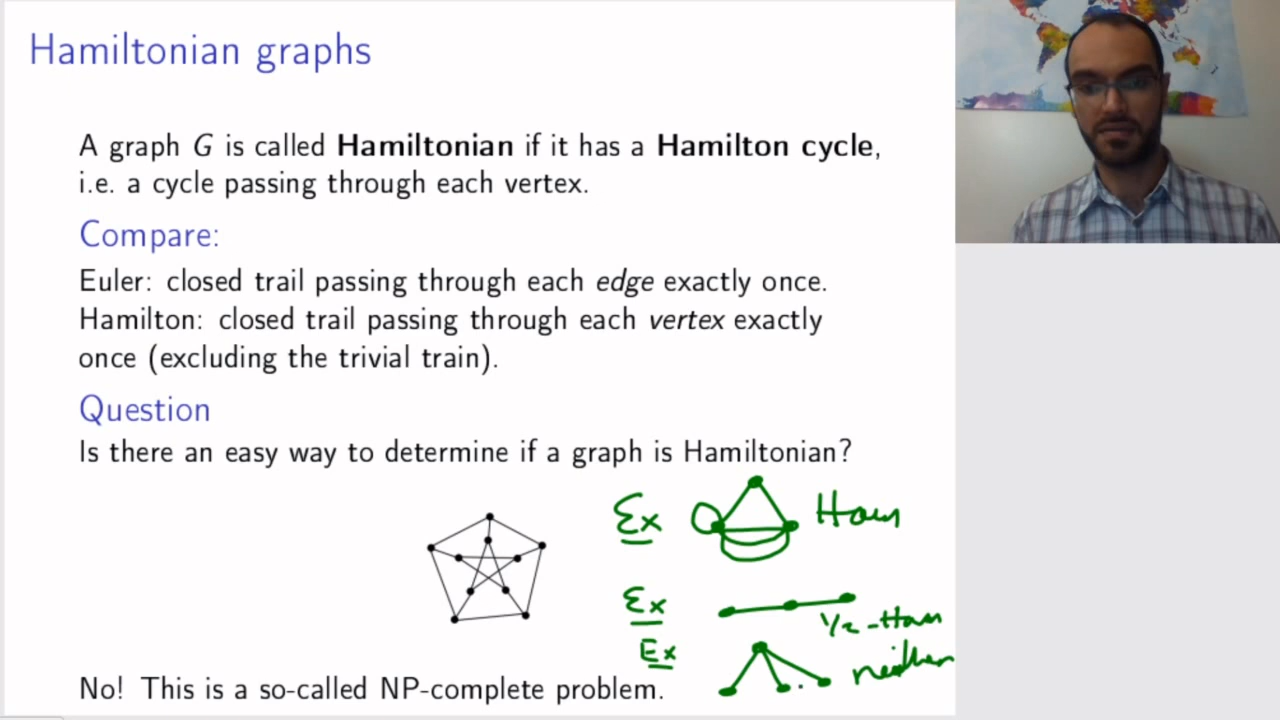 Hamiltonian graphs
A graph G is called Hamiltonian if it has a Hamilton cycle,
i.e. a cycle passing through each vertex.
Compare:
Euler: closed trail passing through each edge exactly once.
Hamilton: closed trail passing through each vertex exactly
once (excluding the trivial train).
Question
Is there an easy way to determine if a graph is Hamiltonian?
Ex Ham
Ex
1/2-Ham
Ex
neither
No! This is a so-called NP-complete problem.